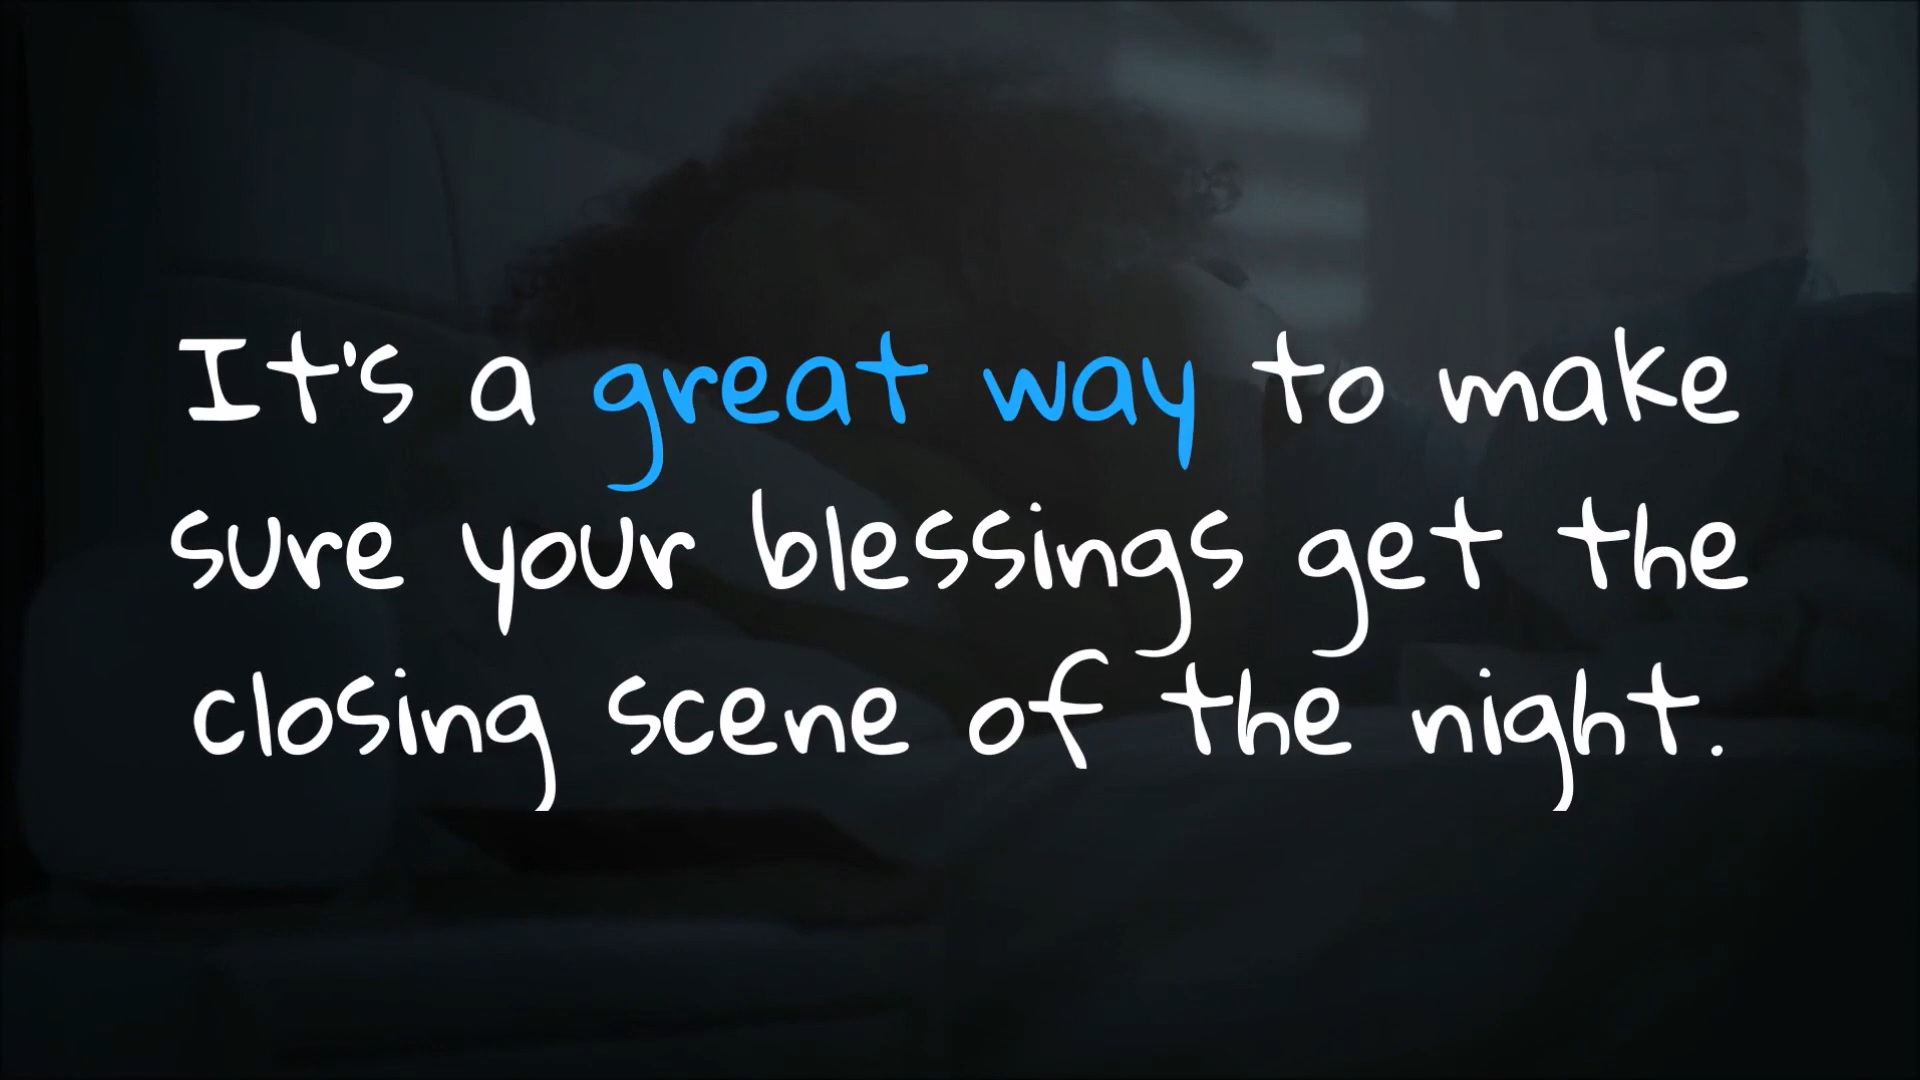 It's a great way to make
sure your blessings get the
closing scene of the night.